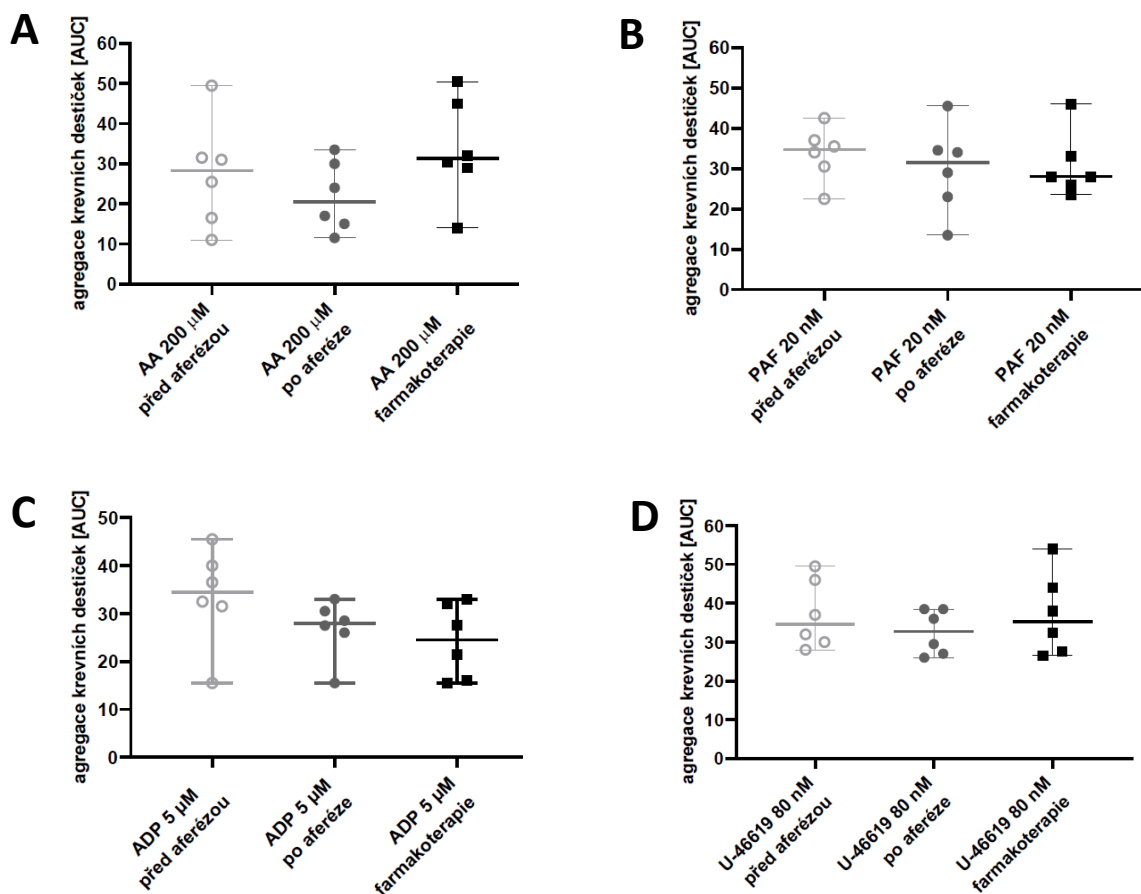 A
agregace krevních destiček [AUC]
60
50
40
30
20
10
0
AA 200 μM
před aferézou
AA 200 μM
po aferéze
AA 200 μM
farmakoterapie
B
agregace krevních destiček [AUC]
60
50
40
30
20
10
0
PAF 20 nM
před aferézou
PAF 20 nM
po aferéze
PAF 20 nM
farmakoterapie
C
agregace krevních destiček [AUC]
50
40
30
20
10
0
ADP 5 µM
před aferézou
ADP 5 µM
po aferéze
ADP 5 µM
farmakoterapie
D
agregace krevních destiček [AUC]
60
50
40
30
20
10
0
U-46619 80 nM
před aferézou
U-46619 80 nM
po aferéze
U-46619 80 nM
farmakoterapie